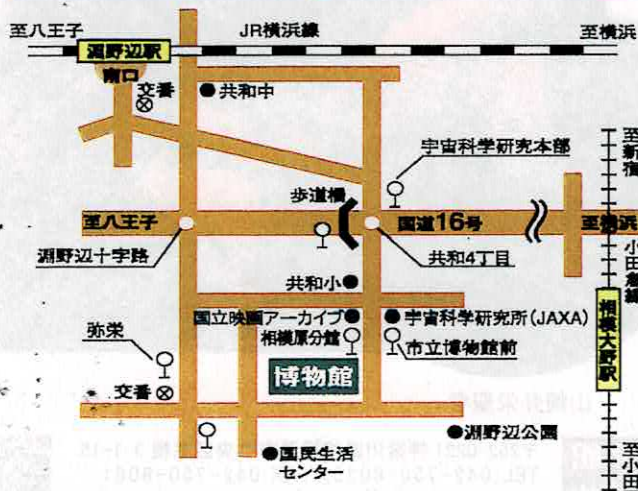 至八王子
JR横浜線
至横浜
淵野辺駅
南口
交番
共和中
宇宙科学研究本部
至新宿
歩道橋
至八王子
国道16号
至横浜
淵野辺十字路
共和4丁目
小田急線
共和小
国立映画アーカイブ
相模原分館
宇宙科学研究所(JAXA)
市立博物館前
相模大野駅
弥栄
交番
博物館
淵野辺公園
国民生活
センター
至小田